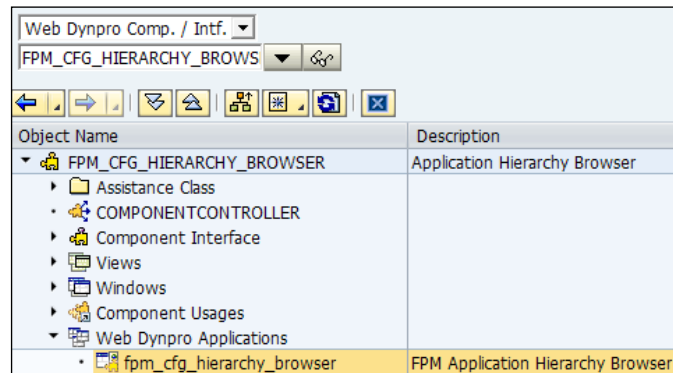 Web Dynpro Comp. / Intf.
FPM_CFG_HIERARCHY_BROWS
Object Name Description
FPM_CFG_HIERARCHY_BROWSER Application Hierarchy Browser
Assistance Class
COMPONENTCONTROLLER
Component Interface
Views
Windows
Component Usages
Web Dynpro Applications
fpm_cfg_hierarchy_browser FPM Application Hierarchy Browser